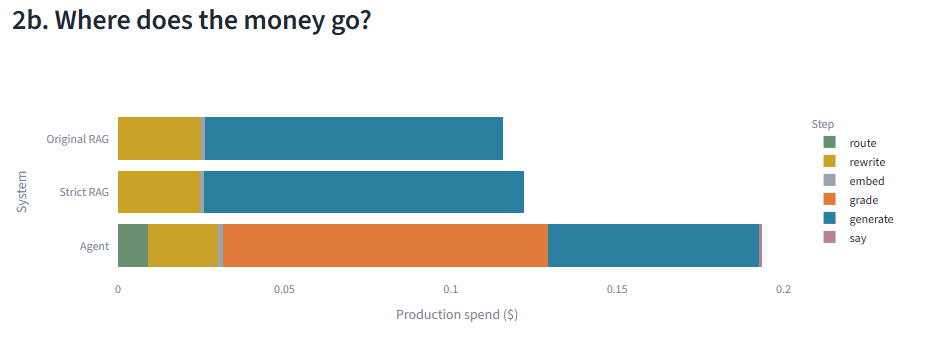 2b. Where does the money go?
Step
route
rewrite
embed
grade
generate
say
System
Original RAG
Strict RAG
Agent
0
0.05
0.1
0.15
0.2
Production spend ($)